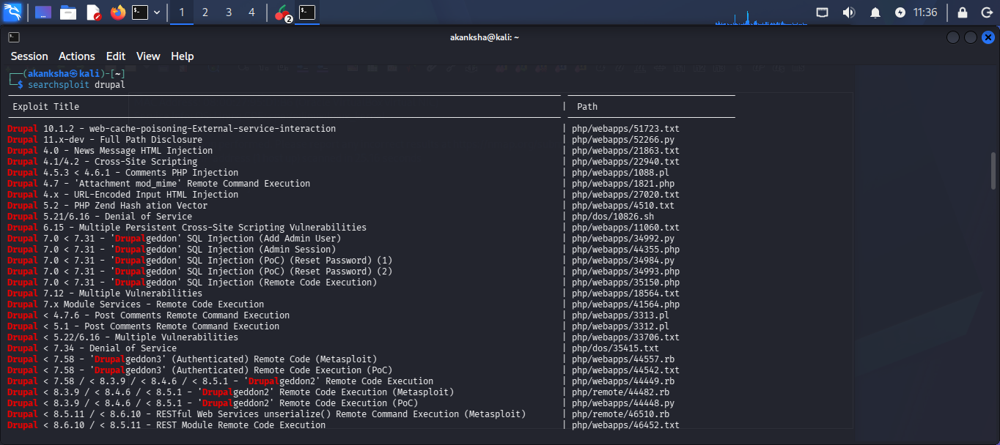 1 2 3 4 2 11:36
akanksha@kali: ~
Session Actions Edit View Help
┌──(akanksha㉿kali)-[~]
└─$ searchsploit drupal
Exploit Title | Path
Drupal 10.1.2 - web-cache-poisoning-External-service-interaction | php/webapps/51723.txt
Drupal 11.x-dev - Full Path Disclosure | php/webapps/52266.py
Drupal 4.0 - News Message HTML Injection | php/webapps/21863.txt
Drupal 4.1/4.2 - Cross-Site Scripting | php/webapps/22940.txt
Drupal 4.5.3 < 4.6.1 - Comments PHP Injection | php/webapps/1088.pl
Drupal 4.7 - 'Attachment mod_mime' Remote Command Execution | php/webapps/1821.php
Drupal 4.x - URL-Encoded Input HTML Injection | php/webapps/27020.txt
Drupal 5.2 - PHP Zend Hash ation Vector | php/webapps/4510.txt
Drupal 5.21/6.16 - Denial of Service | php/dos/10826.sh
Drupal 6.15 - Multiple Persistent Cross-Site Scripting Vulnerabilities | php/webapps/11060.txt
Drupal 7.0 < 7.31 - 'Drupalgeddon' SQL Injection (Add Admin User) | php/webapps/34992.py
Drupal 7.0 < 7.31 - 'Drupalgeddon' SQL Injection (Admin Session) | php/webapps/44355.php
Drupal 7.0 < 7.31 - 'Drupalgeddon' SQL Injection (PoC) (Reset Password) (1) | php/webapps/34984.py
Drupal 7.0 < 7.31 - 'Drupalgeddon' SQL Injection (PoC) (Reset Password) (2) | php/webapps/34993.php
Drupal 7.0 < 7.31 - 'Drupalgeddon' SQL Injection (Remote Code Execution) | php/webapps/35150.php
Drupal 7.12 - Multiple Vulnerabilities | php/webapps/18564.txt
Drupal 7.x Module Services - Remote Code Execution | php/webapps/41564.php
Drupal < 4.7.6 - Post Comments Remote Command Execution | php/webapps/3313.pl
Drupal < 5.1 - Post Comments Remote Command Execution | php/webapps/3312.pl
Drupal < 5.22/6.16 - Multiple Vulnerabilities | php/webapps/33706.txt
Drupal < 7.34 - Denial of Service | php/dos/35415.txt
Drupal < 7.58 - 'Drupalgeddon3' (Authenticated) Remote Code (Metasploit) | php/webapps/44557.rb
Drupal < 7.58 - 'Drupalgeddon3' (Authenticated) Remote Code Execution (PoC) | php/webapps/44542.txt
Drupal < 7.58 / < 8.3.9 / < 8.4.6 / < 8.5.1 - 'Drupalgeddon2' Remote Code Execution | php/webapps/44449.rb
Drupal < 8.3.9 / < 8.4.6 / < 8.5.1 - 'Drupalgeddon2' Remote Code Execution (Metasploit) | php/remote/44482.rb
Drupal < 8.3.9 / < 8.4.6 / < 8.5.1 - 'Drupalgeddon2' Remote Code Execution (PoC) | php/webapps/44448.py
Drupal < 8.5.11 / < 8.6.10 - RESTful Web Services unserialize() Remote Command Execution (Metasploit) | php/remote/46510.rb
Drupal < 8.6.10 / < 8.5.11 - REST Module Remote Code Execution | php/webapps/46452.txt